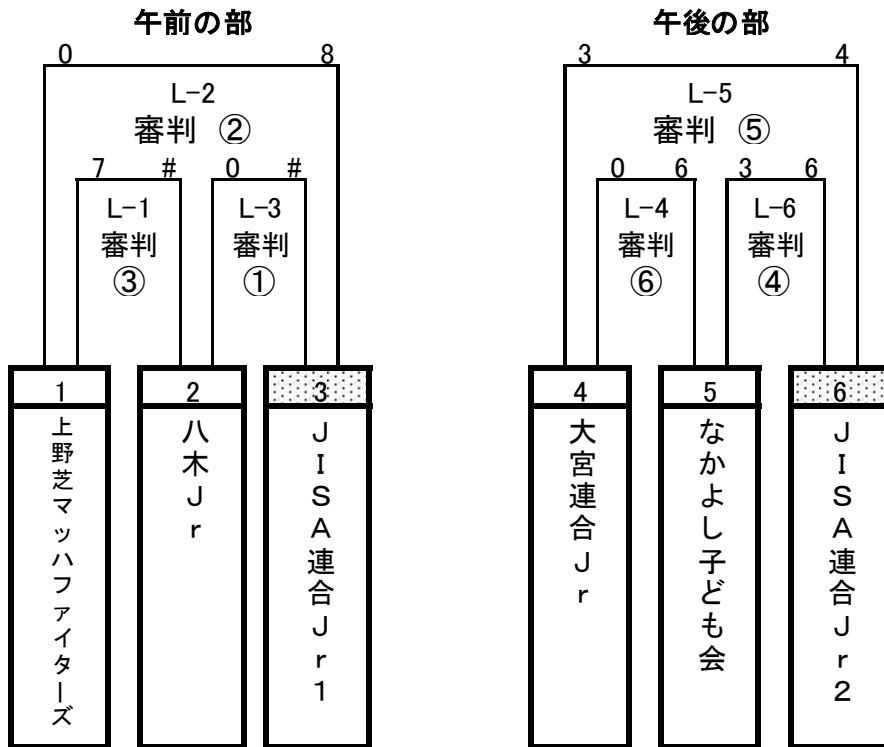 午前の部
0 8
L-2
審判 ②
7 # 0 #
L-1 L-3
審判 審判
③ ①
1 2 3
上野芝マッハファイターズ
八木Jr
JISA連合Jr1
午後の部
3 4
L-5
審判 ⑤
0 6 3 6
L-4 L-6
審判 審判
⑥ ④
4 5 6
大宮連合Jr
なかよし子ども会
JISA連合Jr2